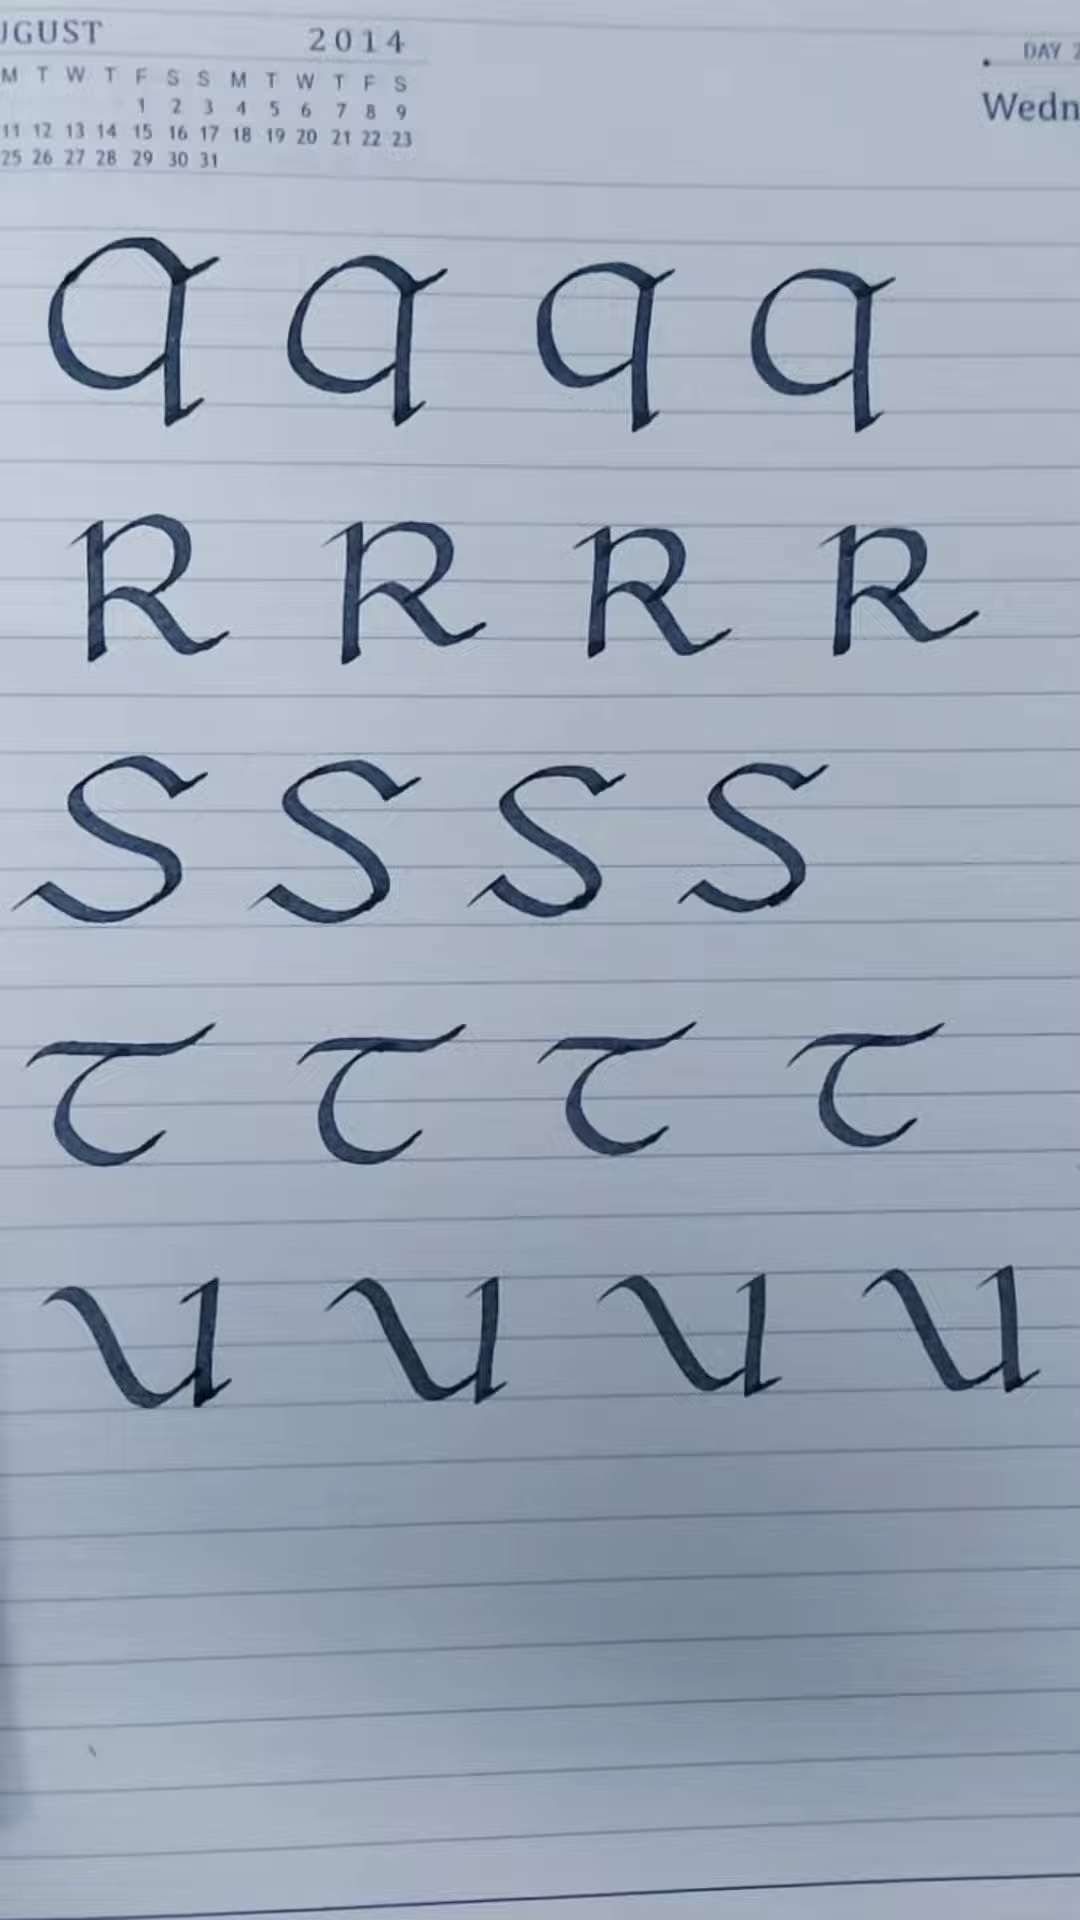 UGUST 2014
M T W T F S S M T W T F S
1 2 3 4 5 6 7 8 9
11 12 13 14 15 16 17 18 19 20 21 22 23
25 26 27 28 29 30 31
DAY
Wedn
q q q q
R R R R
S S S S
τ τ τ τ
u u u u